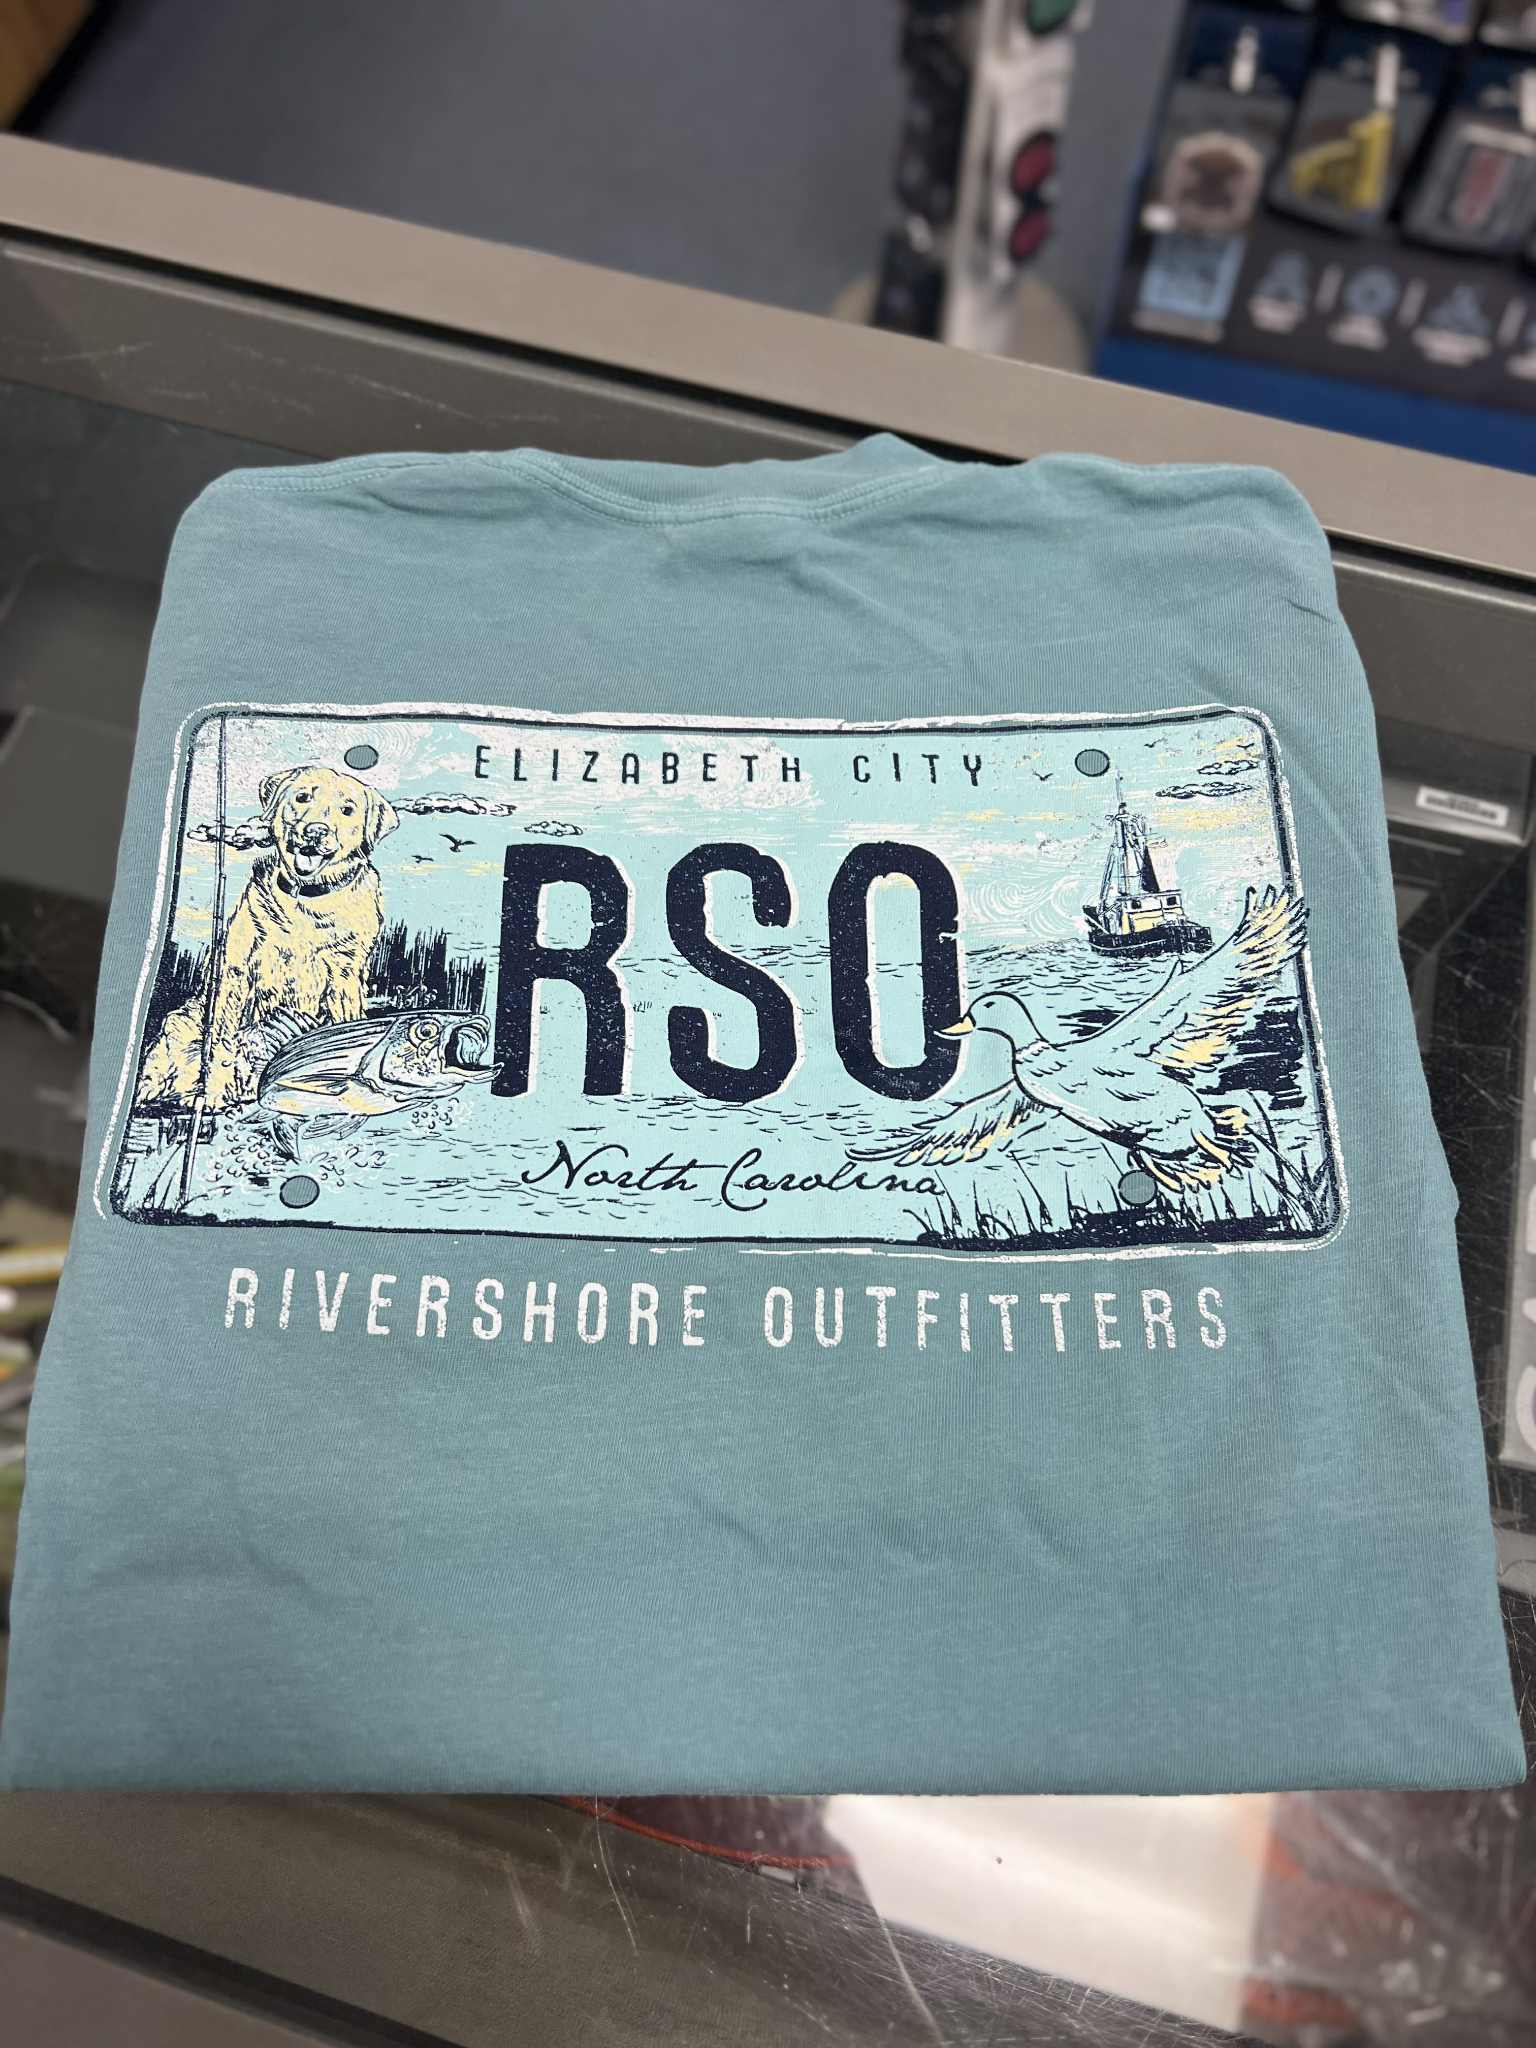 ELIZABETH CITY
RSO
North Carolina
RIVERSHORE OUTFITTERS